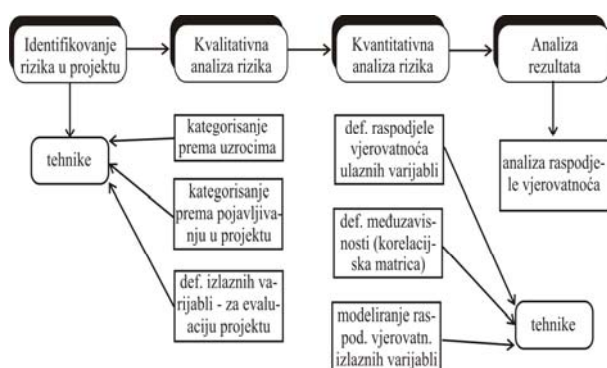 Identifikovanje
rizika u projektu
Kvalitativna
analiza rizika
Kvantitativna
analiza rizika
Analiza
rezultata
tehnike
kategorisanje
prema uzrocima
kategorisanje
prema pojavljiva-
nju u projektu
def. izlaznih va-
rijabli - za evalu-
aciju projektu
def. raspodjele
vjerovatnoća
ulaznih varijabli
def. međuzavis-
nosti (korelacij-
ska matrica)
modeliranje ras-
pod. vjerovatn.
izlaznih varijabli
analiza raspodje-
le vjerovatnoća
tehnike